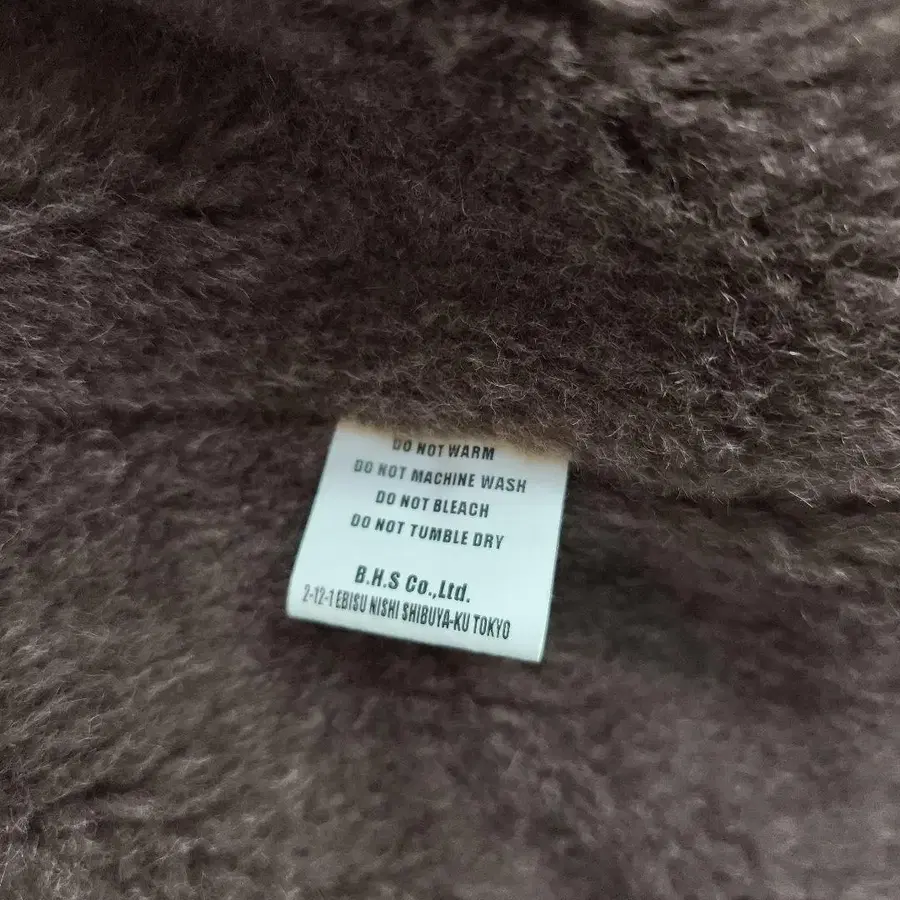 DO NOT WARM
DO NOT MACHINE WASH
DO NOT BLEACH
DO NOT TUMBLE DRY
B.H.S Co.,Ltd.
2-12-1 EBISU NISHI SHIBUYA-KU TOKYO